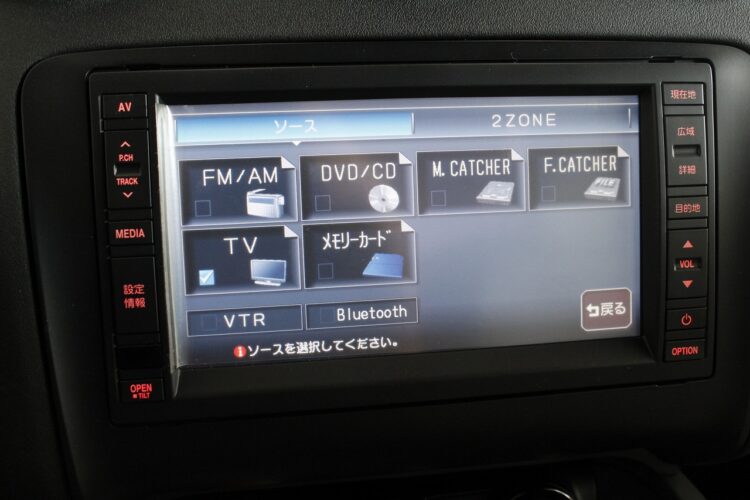 AV
P.CH
TRACK
MEDIA
設定
情報
OPEN
TILT
ソース
2ZONE
FM/AM
DVD/CD
M.CATCHER
F.CATCHER
FILE
TV
メモリーカード
VTR
Bluetooth
戻る
ソースを選択してください。
現在地
広域
詳細
目的地
VOL
OPTION